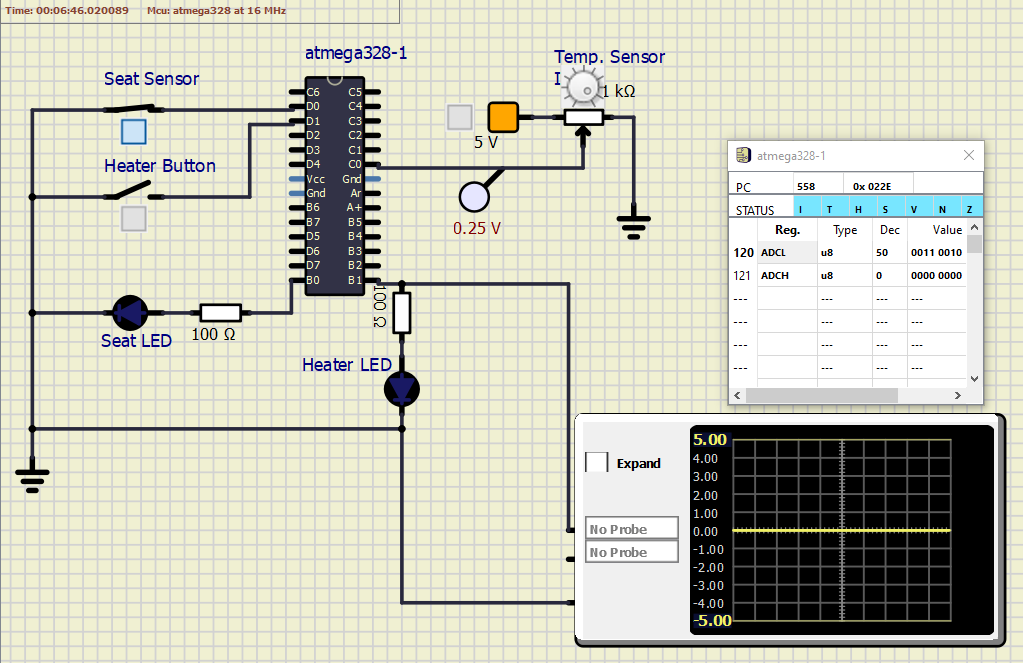 Time: 00:06:46.020089 Mcu: atmega328 at 16 MHz
atmega328-1
Temp. Sensor
I
1 kΩ
Seat Sensor
Heater Button
5 V
0.25 V
C6 C5
D0 C4
D1 C3
D2 C2
D3 C1
D4 C0
Vcc Gnd
Gnd Ar
B6 A+
B7 B5
D5 B4
D6 B3
D7 B2
B0 B1
100 Ω
Seat LED
100 Ω
Heater LED
atmega328-1
PC 558 0x 022E
STATUS I T H S V N Z
Reg. Type Dec Value
120 ADCL u8 50 0011 0010
121 ADCH u8 0 0000 0000
--- --- --- ---
--- --- --- ---
--- --- --- ---
--- --- --- ---
Expand
No Probe
No Probe
5.00
4.00
3.00
2.00
1.00
0.00
-1.00
-2.00
-3.00
-4.00
-5.00